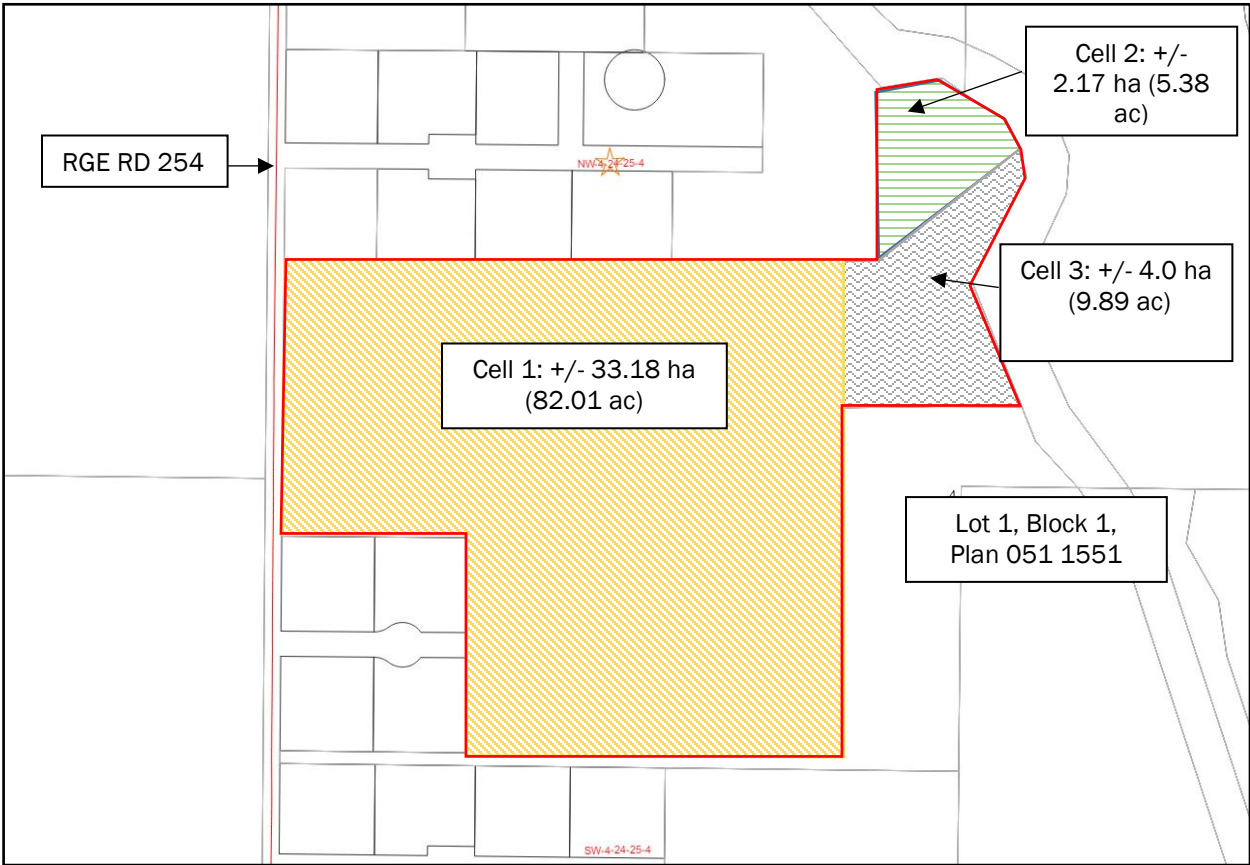 Cell 2: +/-
2.17 ha (5.38
ac)
RGE RD 254
NW-4-24-25-4
Cell 3: +/- 4.0 ha
(9.89 ac)
Cell 1: +/- 33.18 ha
(82.01 ac)
Lot 1, Block 1,
Plan 051 1551
SW-4-24-25-4